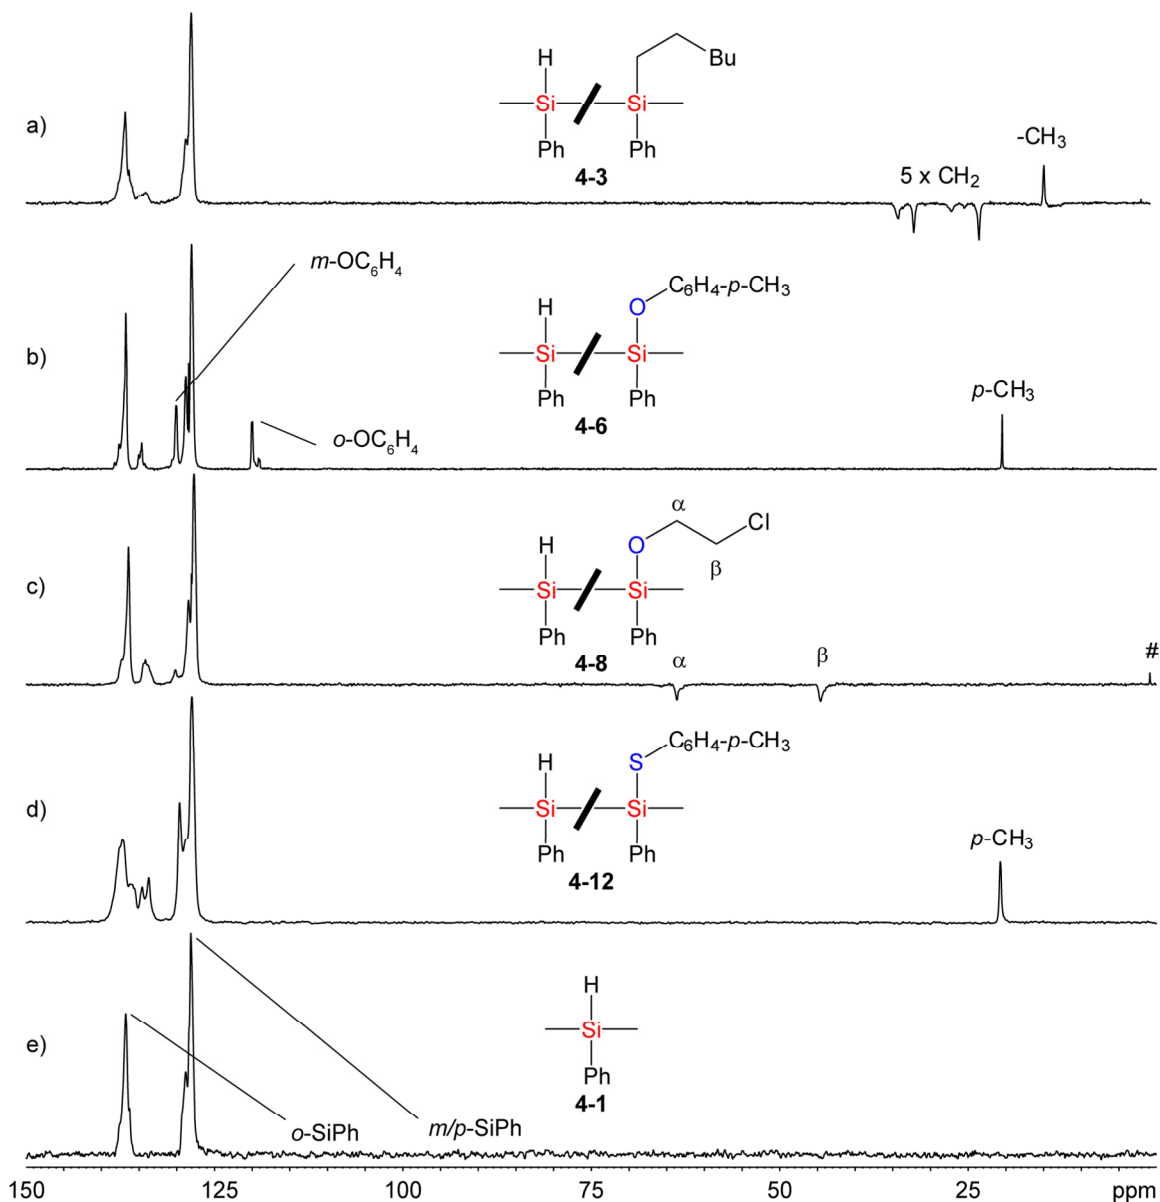 a)
H
Bu
Si
Si
Ph
Ph
4-3
5 x CH₂
-CH₃
b)
m-OC₆H₄
o-OC₆H₄
H
O
C₆H₄-p-CH₃
Si
Si
Ph
Ph
4-6
p-CH₃
c)
H
O
α
β
Cl
Si
Si
Ph
Ph
4-8
α
β
#
d)
H
S
C₆H₄-p-CH₃
Si
Si
Ph
Ph
4-12
p-CH₃
e)
H
Si
Ph
4-1
o-SiPh
m/p-SiPh
150 125 100 75 50 25 ppm